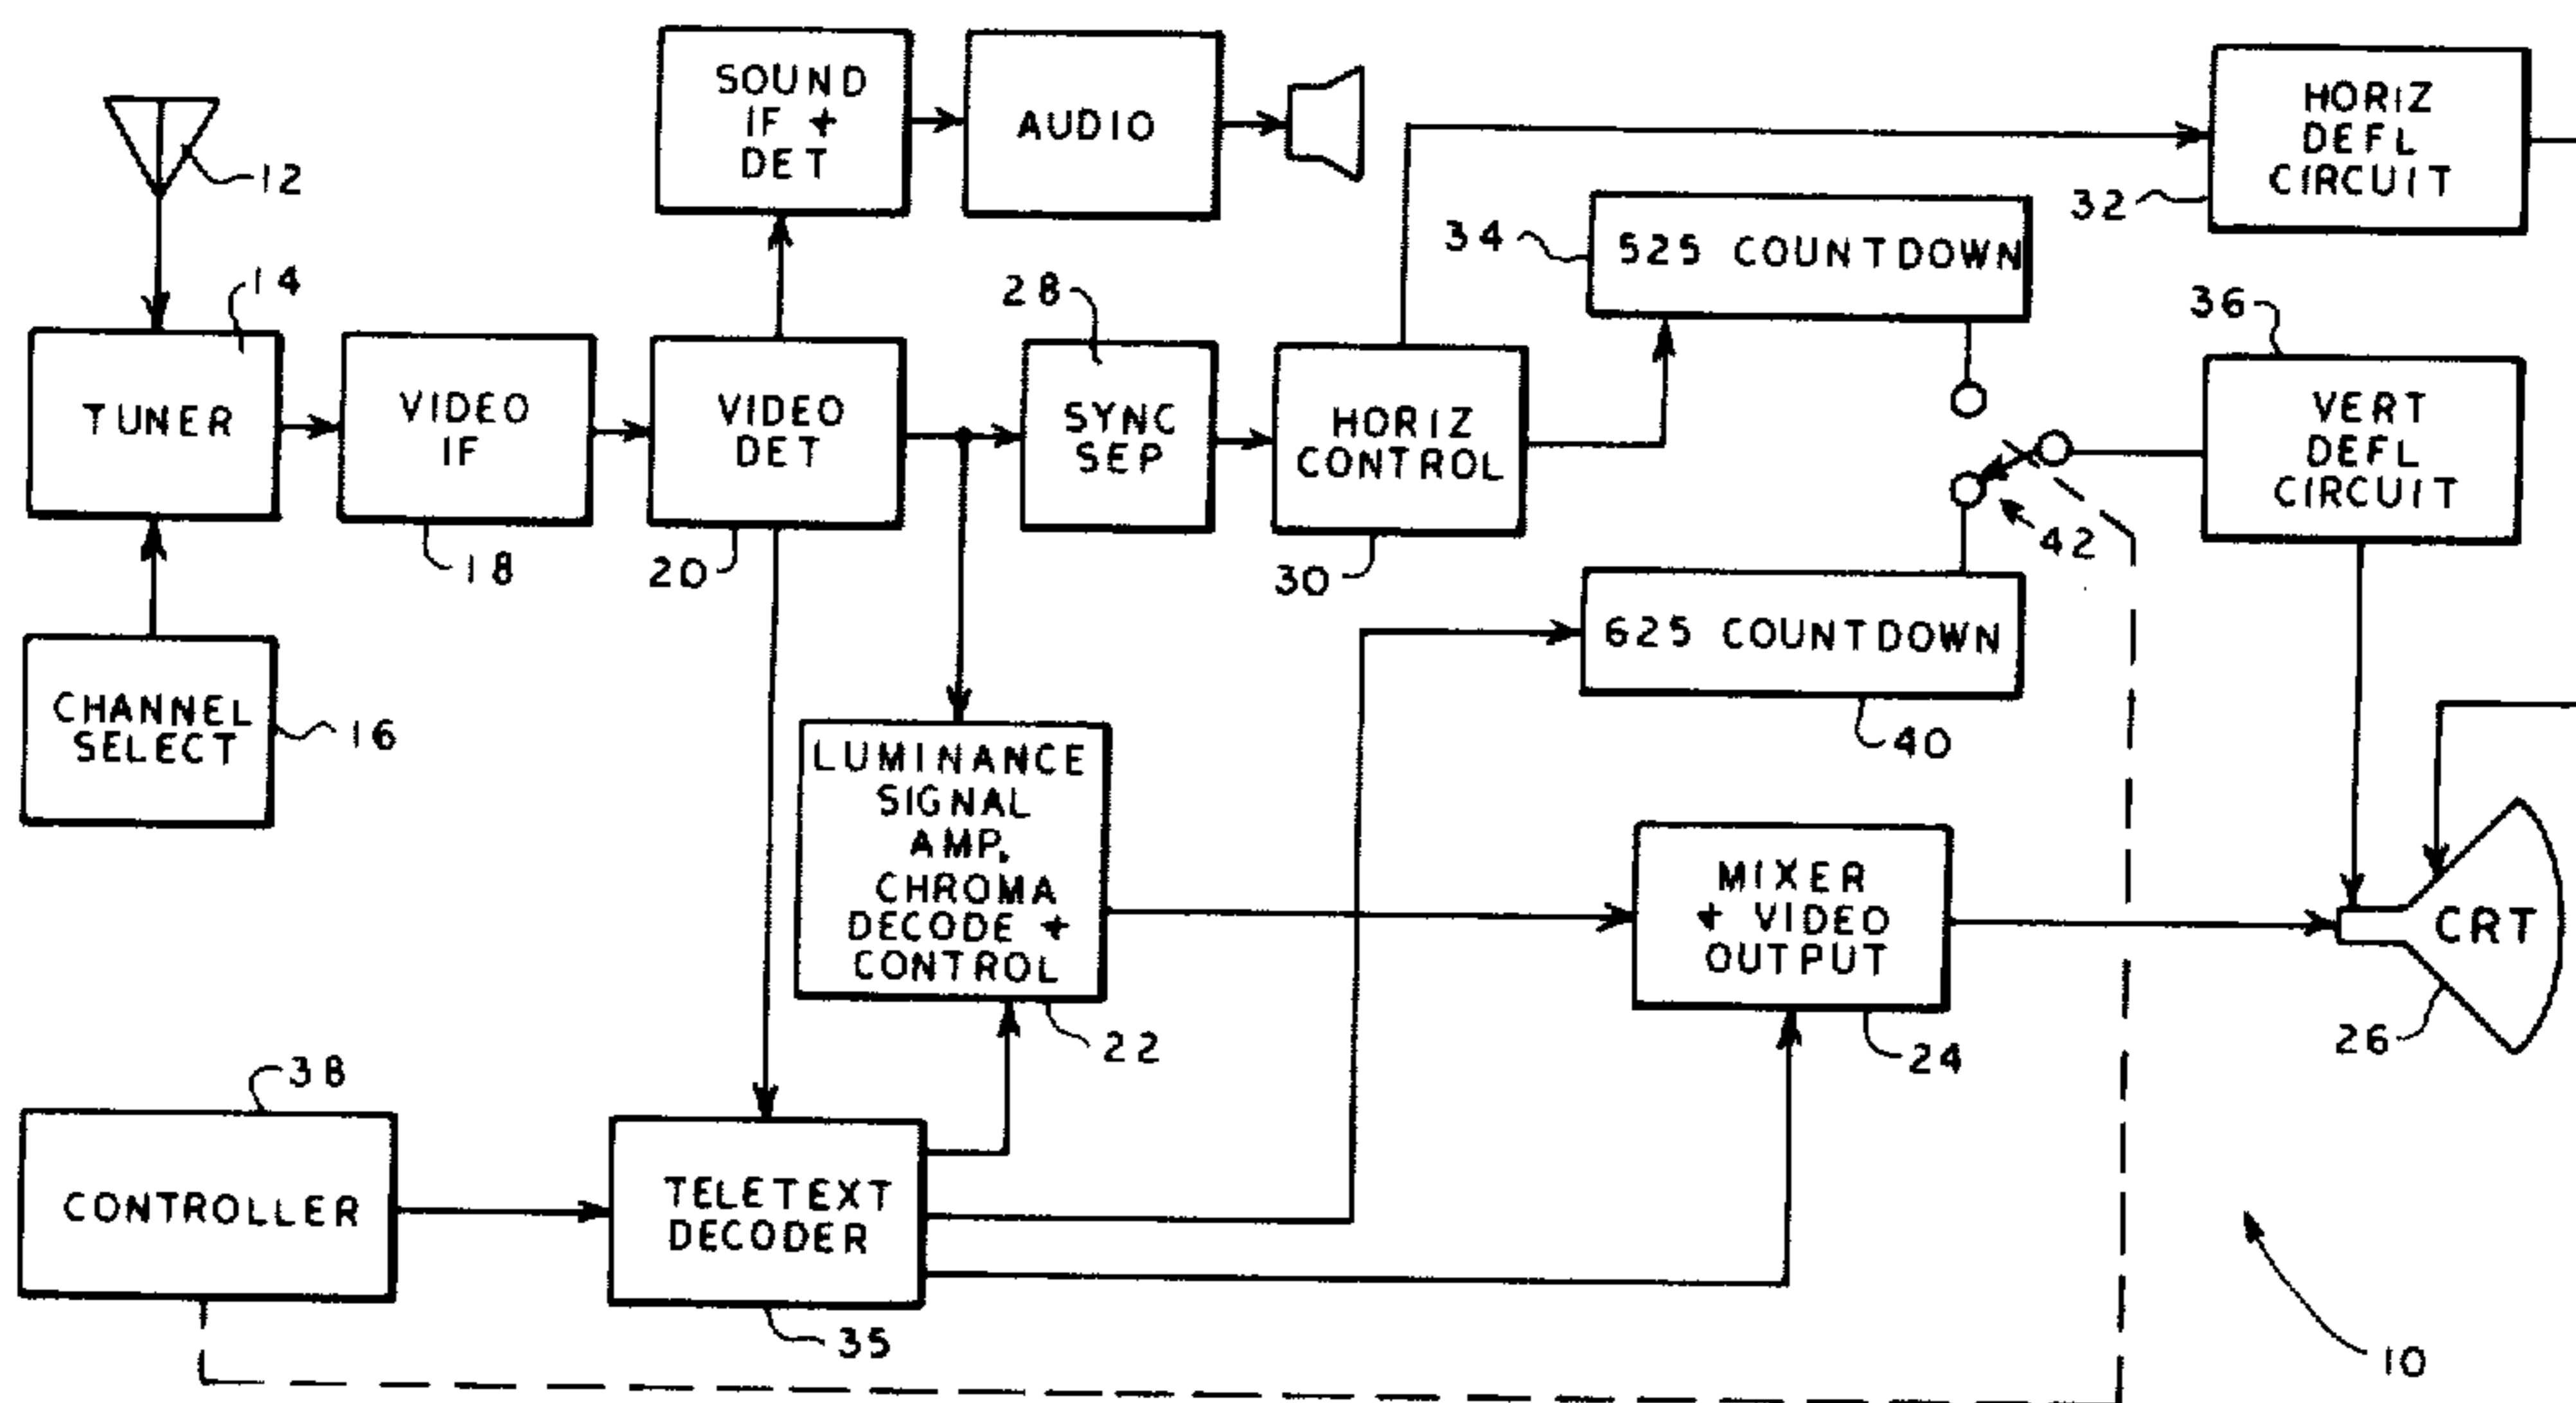 SOUND
IF +
DET
AUDIO
HORIZ
DEFL
CIRCUIT
32
12
34
525 COUNTDOWN
14
28
36
TUNER
VIDEO
IF
VIDEO
DET
SYNC
SEP
HORIZ
CONTROL
VERT
DEFL
CIRCUIT
42
18
20
30
625 COUNTDOWN
40
CHANNEL
SELECT
16
LUMINANCE
SIGNAL
AMP,
CHROMA
DECODE +
CONTROL
22
MIXER
+ VIDEO
OUTPUT
24
CRT
26
38
CONTROLLER
TELETEXT
DECODER
35
10